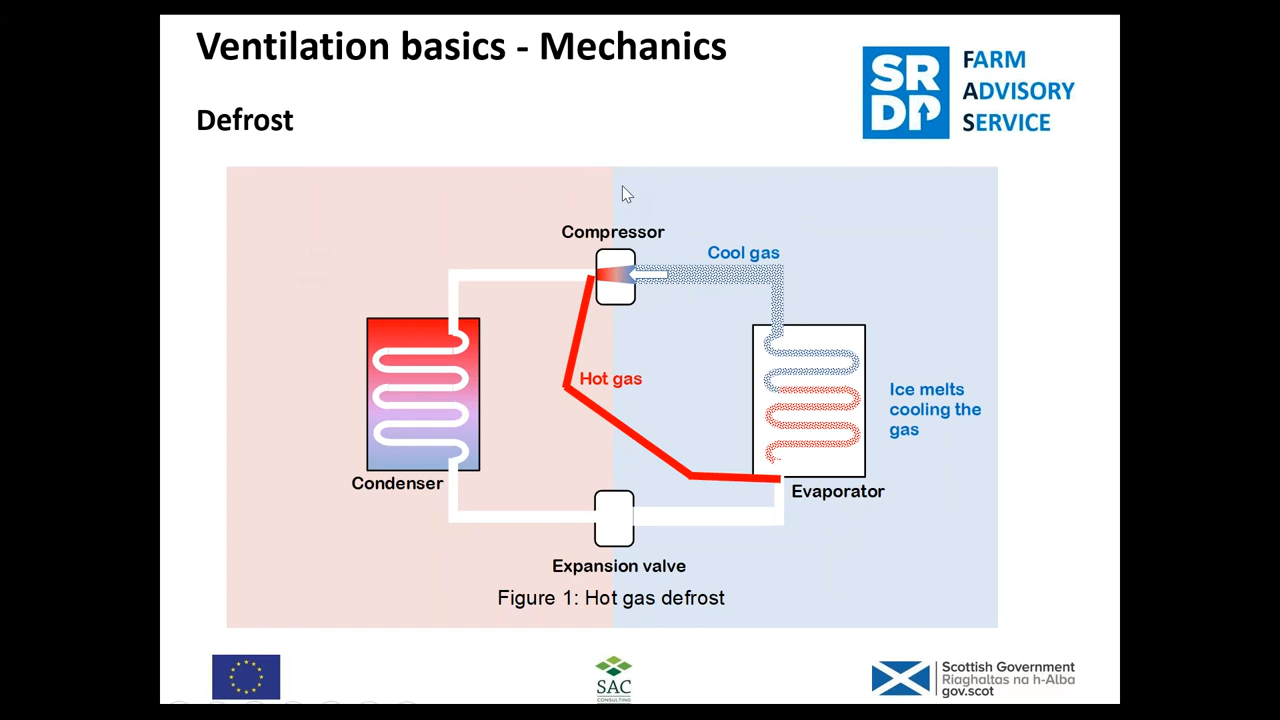 Ventilation basics - Mechanics
SR
DP
FARM
ADVISORY
SERVICE
Defrost
Compressor
Cool gas
Hot gas
Ice melts
cooling the
gas
Condenser
Evaporator
Expansion valve
Figure 1: Hot gas defrost
SAC
CONSULTING
Scottish Government
Riaghaltas na h-Alba
gov.scot